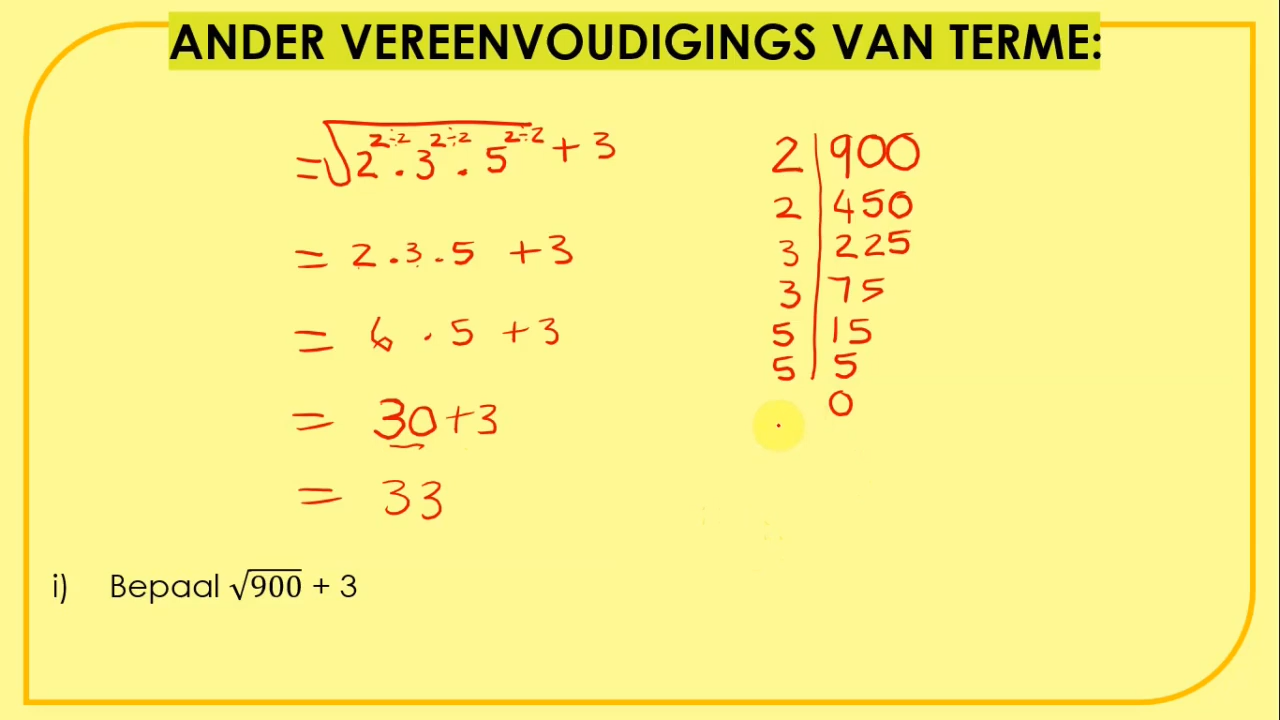 ANDER VEREENVOUDIGINGS VAN TERME:
= √(2^(2÷2) . 3^(2÷2) . 5^(2÷2)) + 3
= 2 . 3 . 5 + 3
= 6 . 5 + 3
= 30 + 3
= 33
2 | 900
2 | 450
3 | 225
3 | 75
5 | 15
5 | 5
0
i) Bepaal √900 + 3